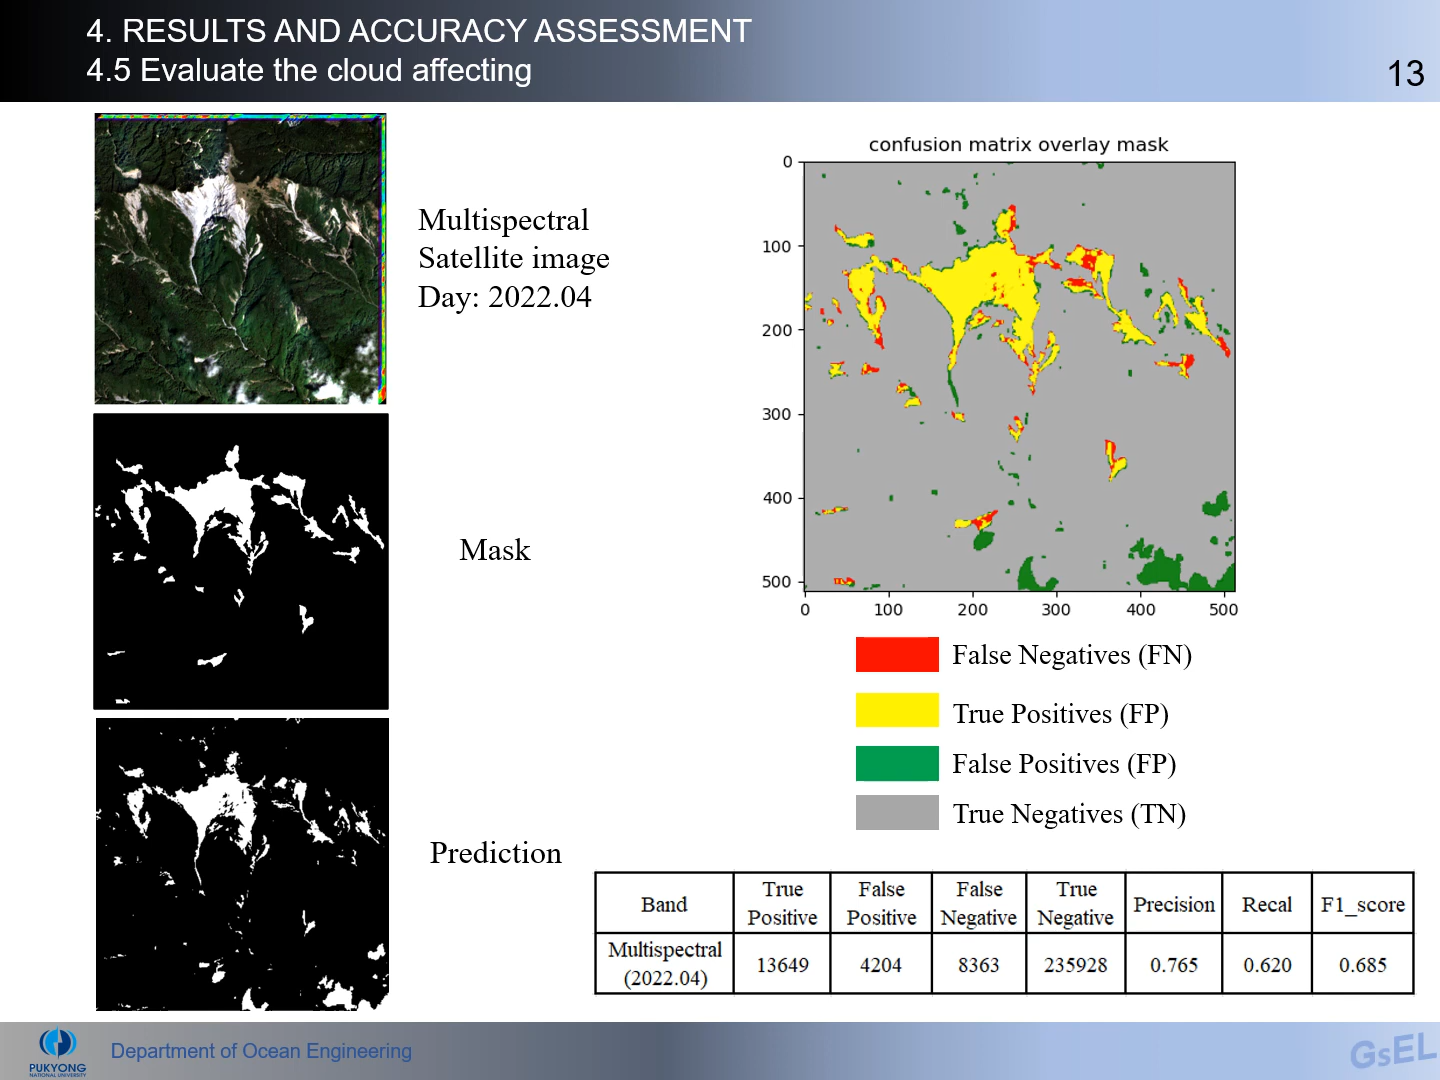 4. RESULTS AND ACCURACY ASSESSMENT
4.5 Evaluate the cloud affecting
13
Multispectral
Satellite image
Day: 2022.04
Mask
Prediction
confusion matrix overlay mask
0
100
200
300
400
500
0 100 200 300 400 500
False Negatives (FN)
True Positives (FP)
False Positives (FP)
True Negatives (TN)
Band True Positive False Positive False Negative True Negative Precision Recal F1_score
Multispectral (2022.04) 13649 4204 8363 235928 0.765 0.620 0.685
PUKYONG
NATIONAL UNIVERSITY
Department of Ocean Engineering
GSEL